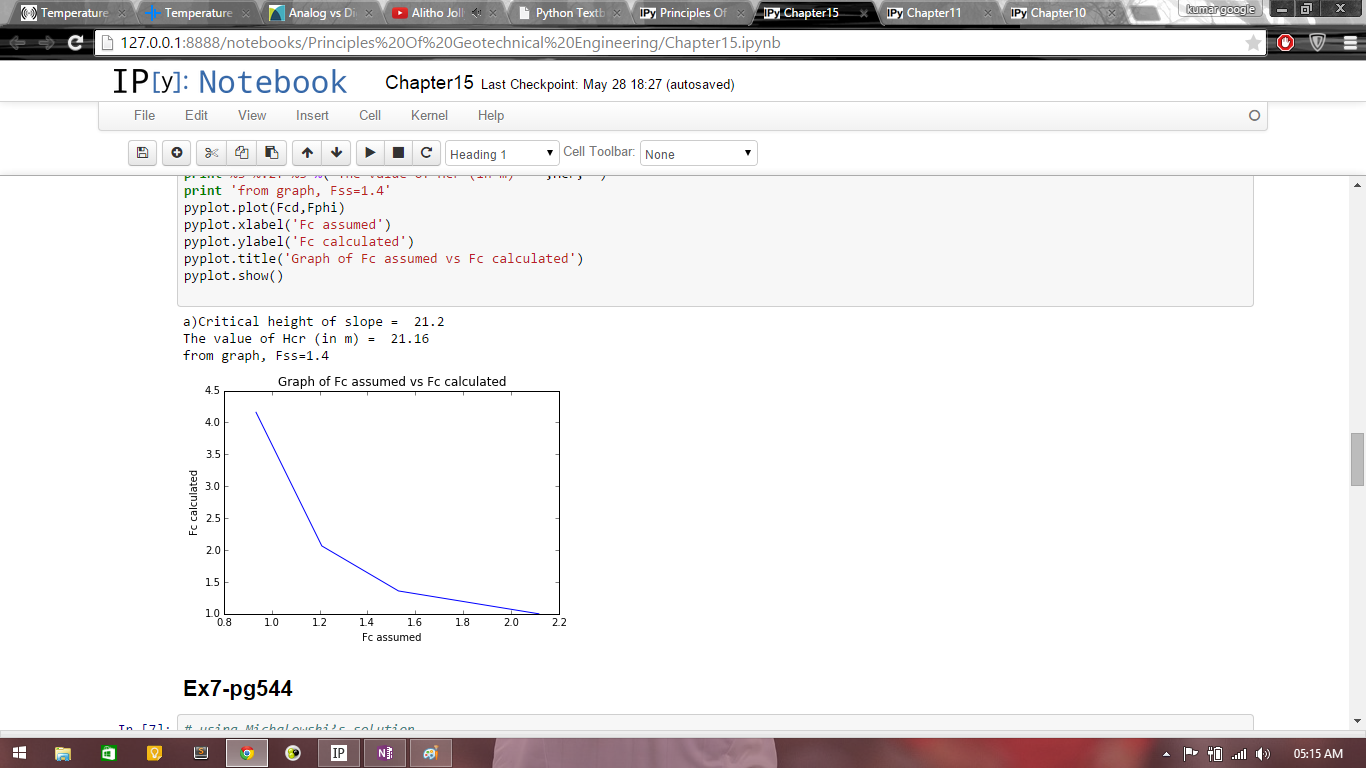 Temperature
Temperature
Analog vs Di
Alitho Joll
Python Textb
IPy Principles Of
IPy Chapter15
IPy Chapter11
IPy Chapter10
kumar google
127.0.0.1:8888/notebooks/Principles%20Of%20Geotechnical%20Engineering/Chapter15.ipynb
IP[y]: Notebook
Chapter15 Last Checkpoint: May 28 18:27 (autosaved)
File Edit View Insert Cell Kernel Help
Heading 1
Cell Toolbar: None
print 'from graph, Fss=1.4'
pyplot.plot(Fcd,Fphi)
pyplot.xlabel('Fc assumed')
pyplot.ylabel('Fc calculated')
pyplot.title('Graph of Fc assumed vs Fc calculated')
pyplot.show()
a)Critical height of slope = 21.2
The value of Hcr (in m) = 21.16
from graph, Fss=1.4
Graph of Fc assumed vs Fc calculated
4.5
4.0
3.5
3.0
2.5
2.0
1.5
1.0
Fc calculated
0.8 1.0 1.2 1.4 1.6 1.8 2.0 2.2
Fc assumed
Ex7-pg544
In [7]: # using Michalowski's solution
IP
N
05:15 AM